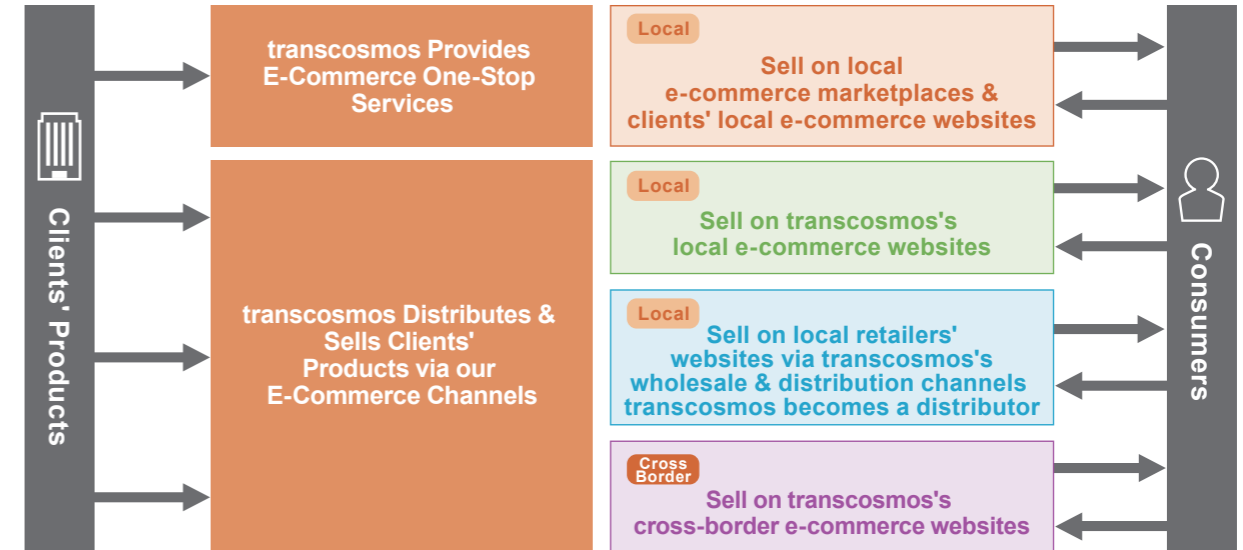 Clients' Products
transcosmos Provides
E-Commerce One-Stop
Services
transcosmos Distributes &
Sells Clients'
Products via our
E-Commerce Channels
Local
Sell on local
e-commerce marketplaces &
clients' local e-commerce websites
Local
Sell on transcosmos's
local e-commerce websites
Local
Sell on local retailers'
websites via transcosmos's
wholesale & distribution channels
transcosmos becomes a distributor
Cross
Border
Sell on transcosmos's
cross-border e-commerce websites
Consumers